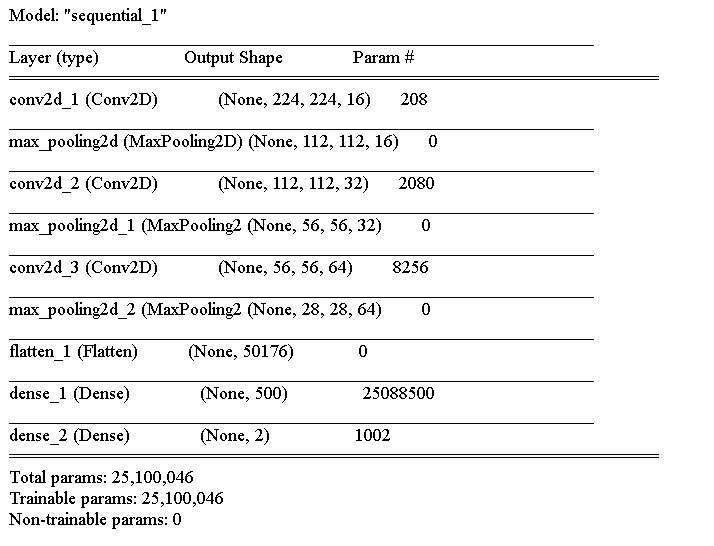 Model: "sequential_1"
Layer (type) Output Shape Param #
conv2d_1 (Conv2D) (None, 224, 224, 16) 208
max_pooling2d (MaxPooling2D) (None, 112, 112, 16) 0
conv2d_2 (Conv2D) (None, 112, 112, 32) 2080
max_pooling2d_1 (MaxPooling2 (None, 56, 56, 32) 0
conv2d_3 (Conv2D) (None, 56, 56, 64) 8256
max_pooling2d_2 (MaxPooling2 (None, 28, 28, 64) 0
flatten_1 (Flatten) (None, 50176) 0
dense_1 (Dense) (None, 500) 25088500
dense_2 (Dense) (None, 2) 1002
Total params: 25,100,046
Trainable params: 25,100,046
Non-trainable params: 0